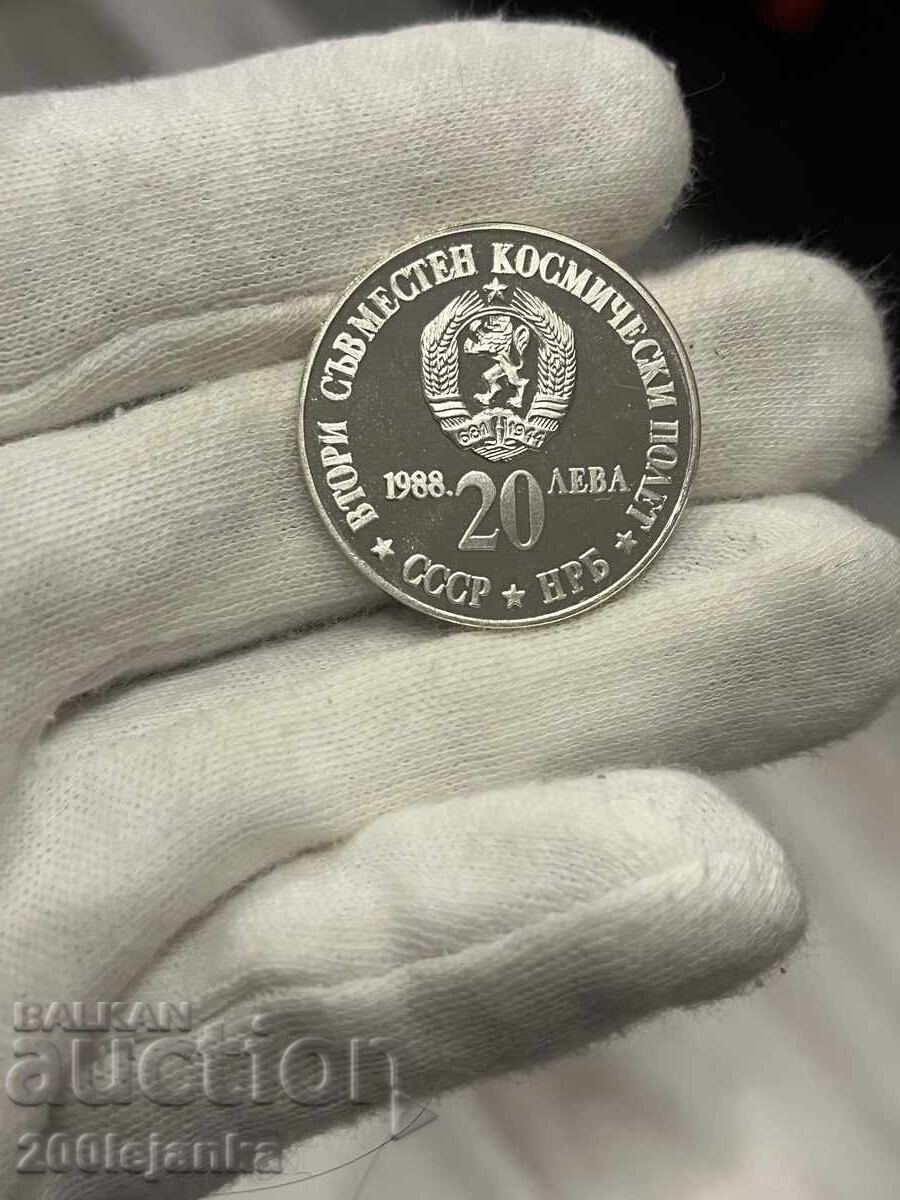 ВТОРИ СЪВМЕСТЕН КОСМИЧЕСКИ ПОЛЕТ
681 1944
1988. 20 ЛЕВА
★ СССР ★ НРБ ★
BALKAN
auction
200lejanka